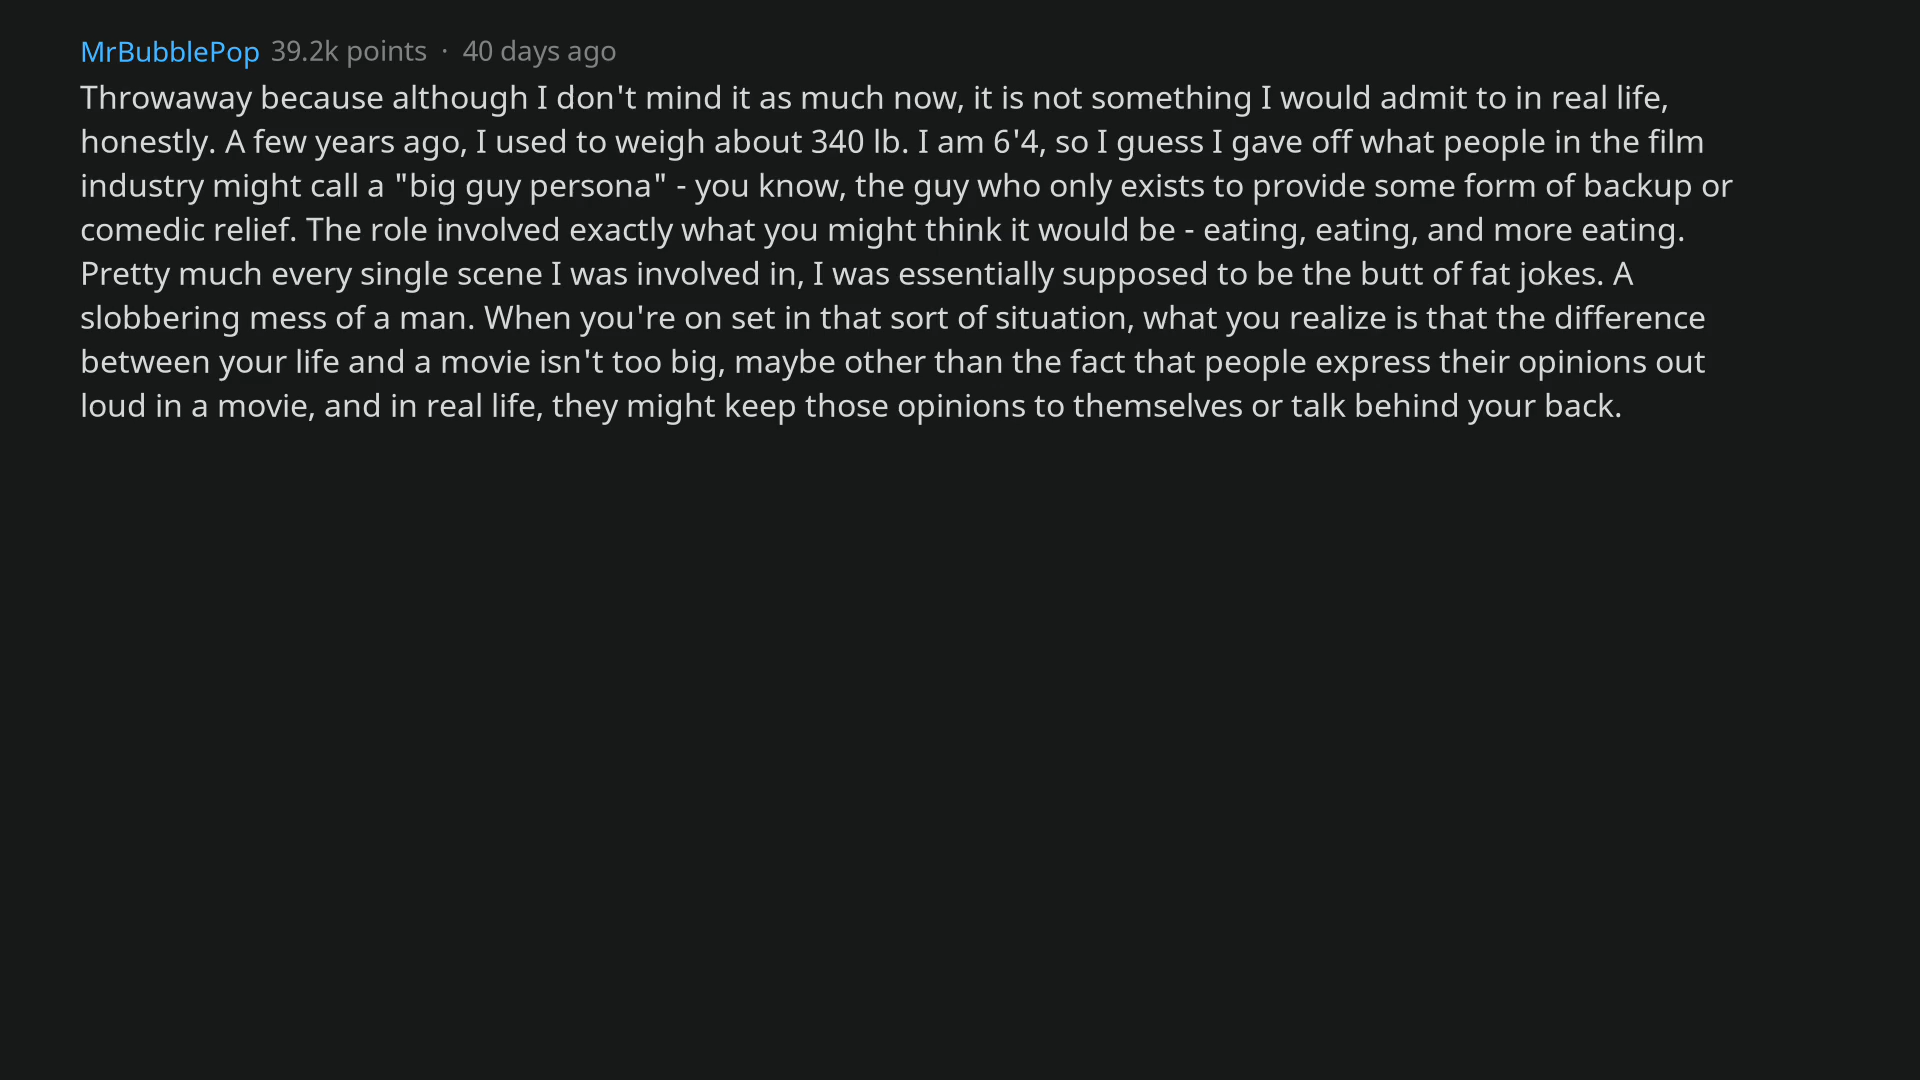 MrBubblePop 39.2k points · 40 days ago
Throwaway because although I don't mind it as much now, it is not something I would admit to in real life,
honestly. A few years ago, I used to weigh about 340 lb. I am 6'4, so I guess I gave off what people in the film
industry might call a "big guy persona" - you know, the guy who only exists to provide some form of backup or
comedic relief. The role involved exactly what you might think it would be - eating, eating, and more eating.
Pretty much every single scene I was involved in, I was essentially supposed to be the butt of fat jokes. A
slobbering mess of a man. When you're on set in that sort of situation, what you realize is that the difference
between your life and a movie isn't too big, maybe other than the fact that people express their opinions out
loud in a movie, and in real life, they might keep those opinions to themselves or talk behind your back.